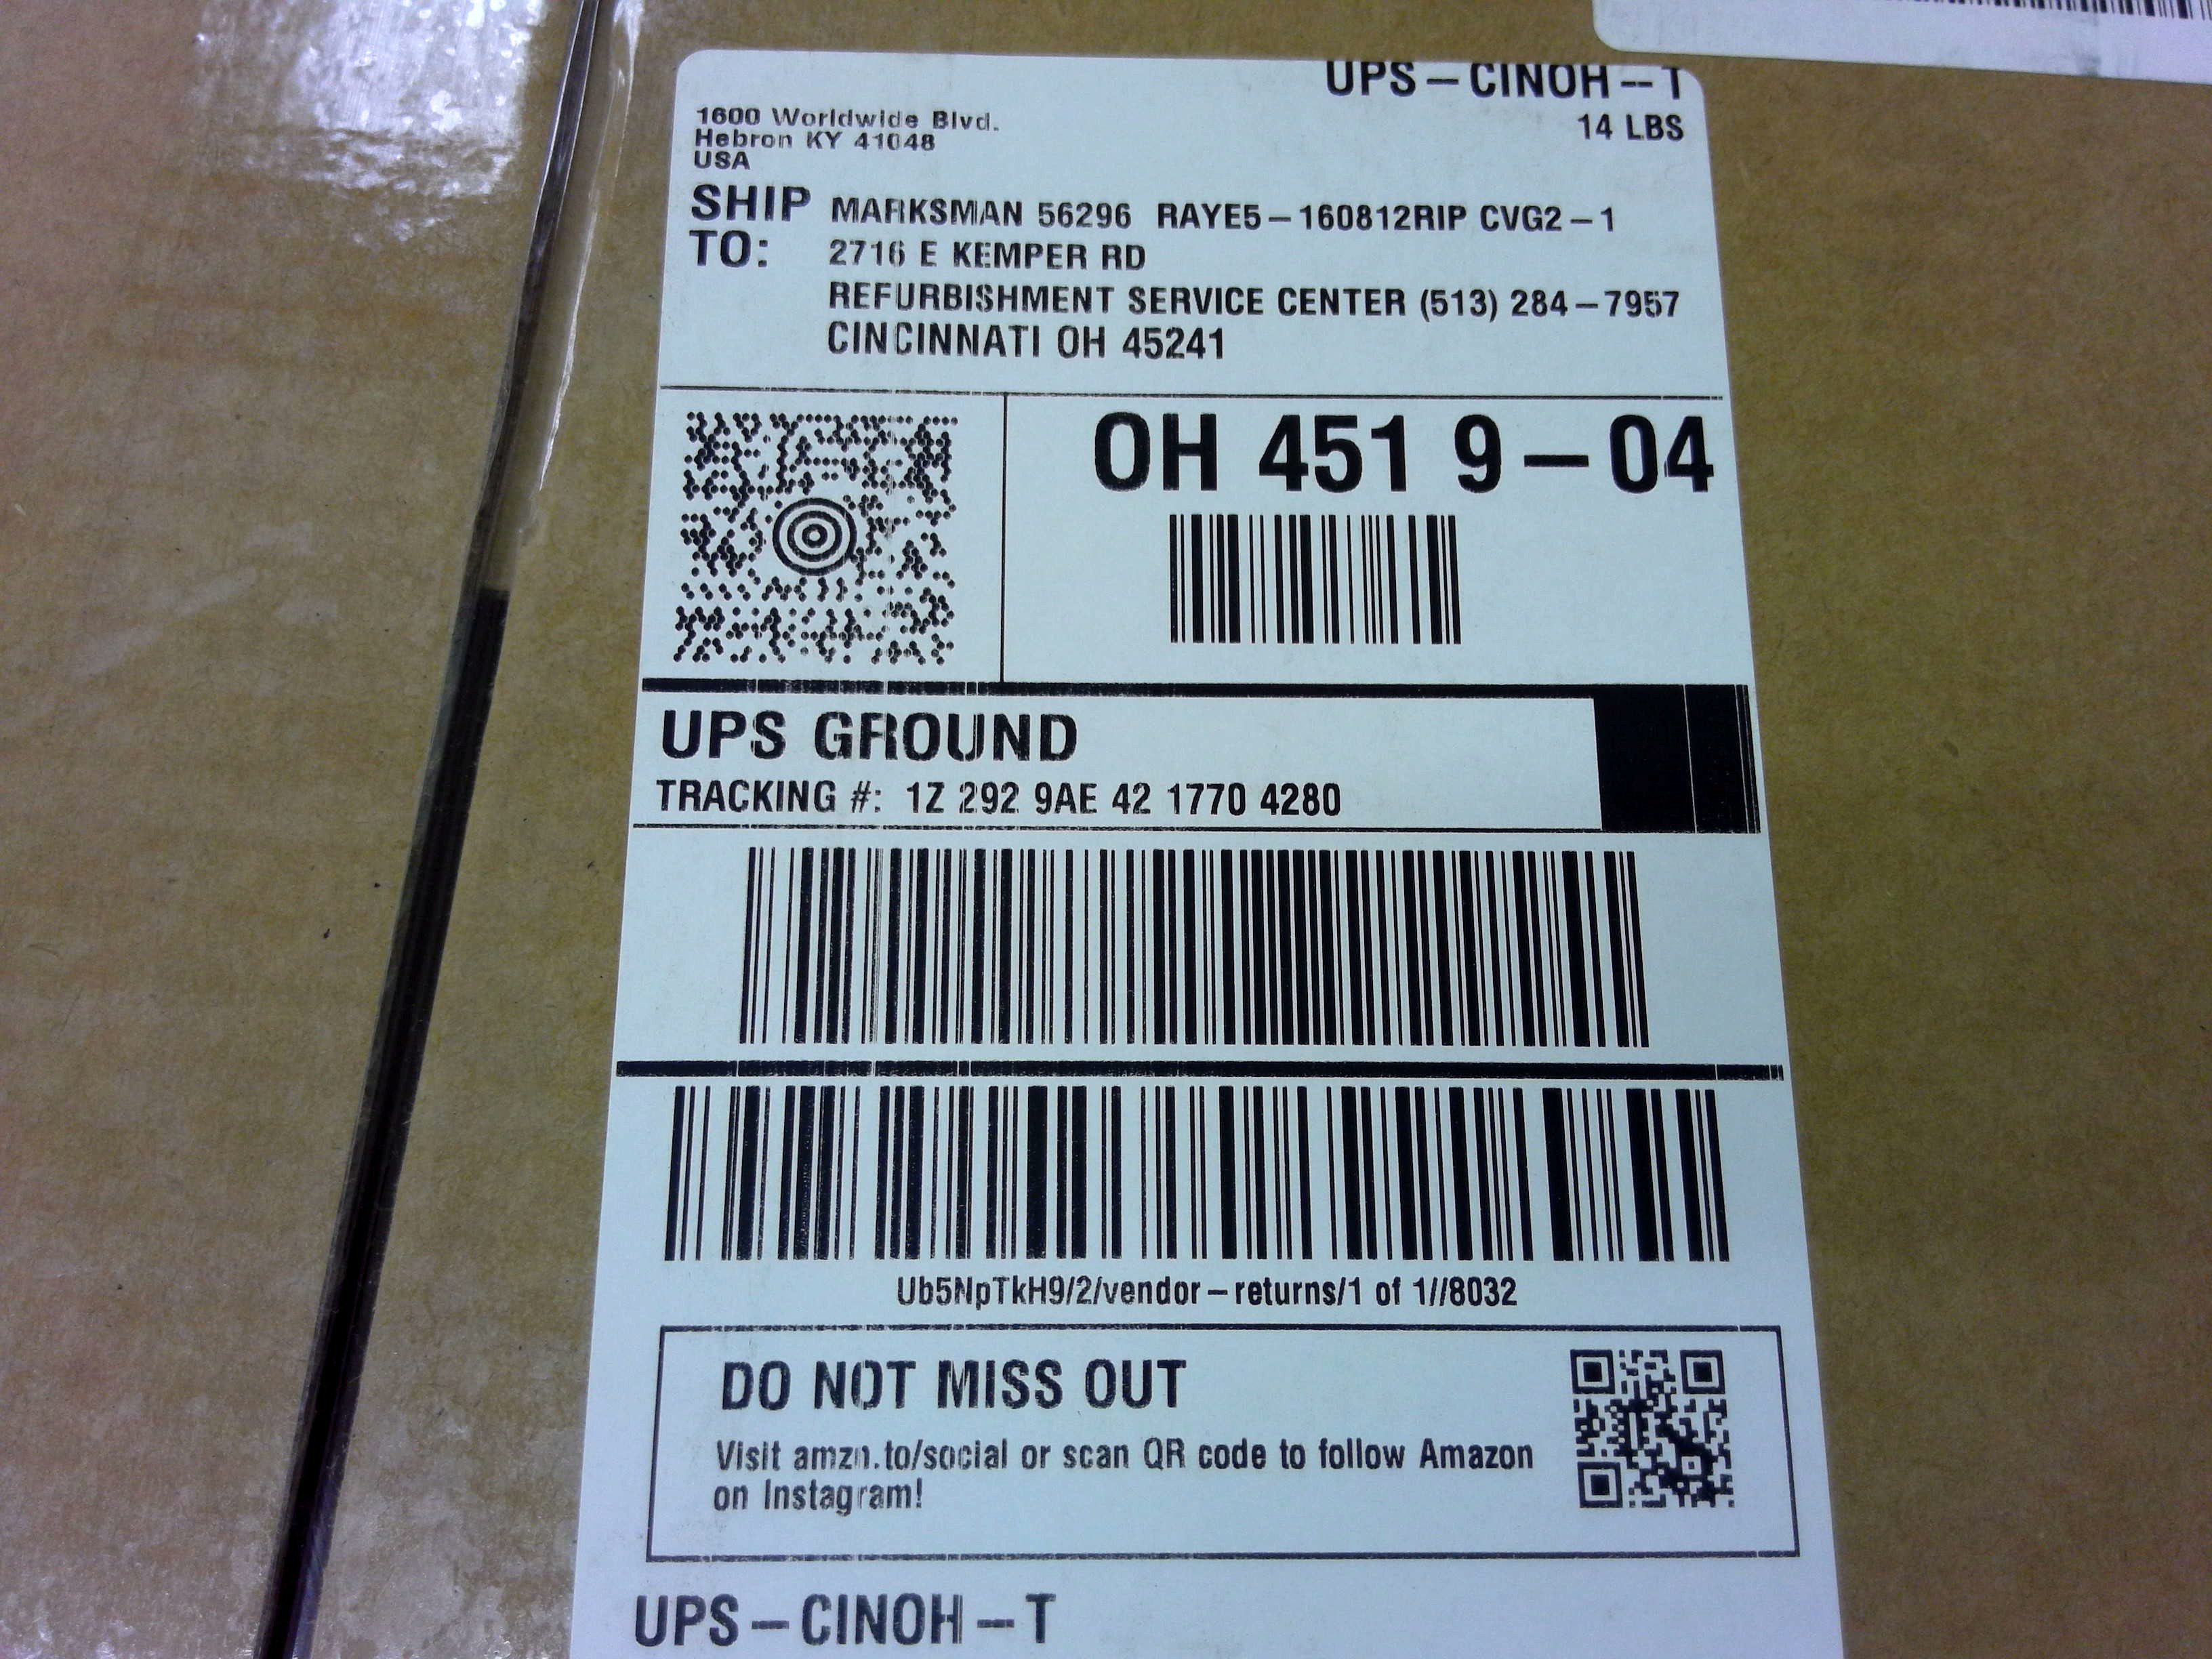 UPS – CINOH – T
14 LBS
1600 Worldwide Blvd.
Hebron KY 41048
USA
SHIP TO: MARKSMAN 56296 RAYE5 – 160812RIP CVG2 – 1
2716 E KEMPER RD
REFURBISHMENT SERVICE CENTER (513) 284 – 7957
CINCINNATI OH 45241
OH 451 9 – 04
UPS GROUND
TRACKING #: 1Z 292 9AE 42 1770 4280
Ub5NpTkH9/2/vendor – returns/1 of 1//8032
DO NOT MISS OUT
Visit amzn.to/social or scan QR code to follow Amazon
on Instagram!
UPS – CINOH – T